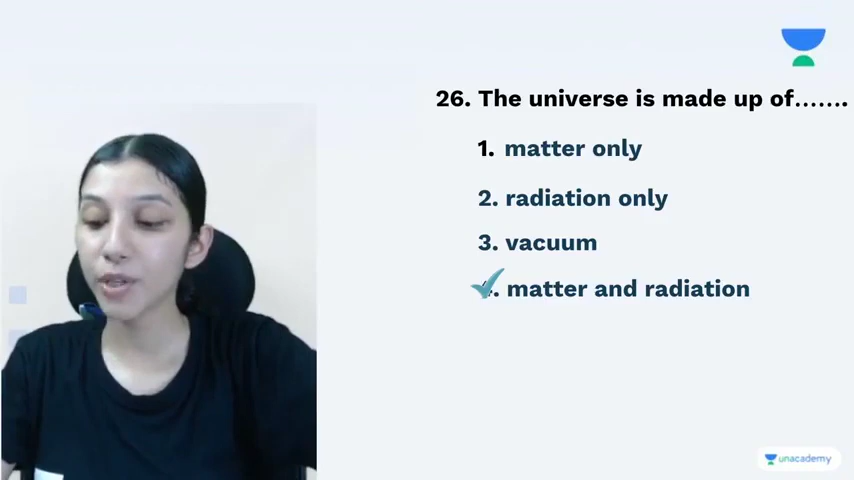 26. The universe is made up of.......
1. matter only
2. radiation only
3. vacuum
. matter and radiation
unacademy